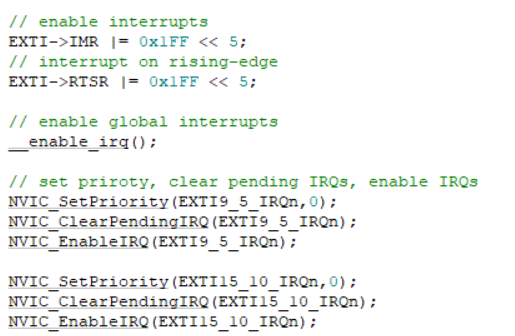 // enable interrupts
EXTI->IMR |= 0x1FF << 5;
// interrupt on rising-edge
EXTI->RTSR |= 0x1FF << 5;
// enable global interrupts
__enable_irq();
// set priroty, clear pending IRQs, enable IRQs
NVIC_SetPriority(EXTI9_5_IRQn,0);
NVIC_ClearPendingIRQ(EXTI9_5_IRQn);
NVIC_EnableIRQ(EXTI9_5_IRQn);
NVIC_SetPriority(EXTI15_10_IRQn,0);
NVIC_ClearPendingIRQ(EXTI15_10_IRQn);
NVIC_EnableIRQ(EXTI15_10_IRQn);